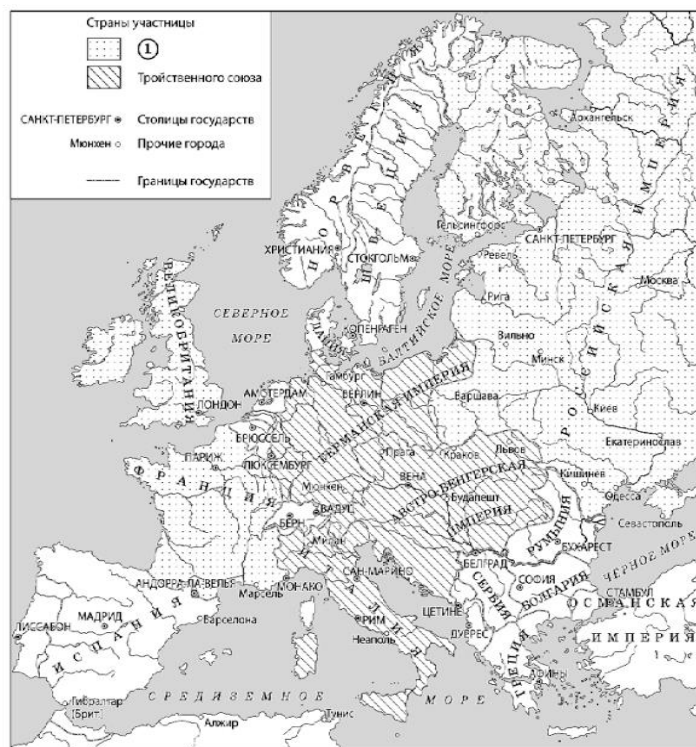 Страны участницы
1
Тройственного союза
САНКТ-ПЕТЕРБУРГ
Столицы государств
Мюнхен
Прочие города
Границы государств
Архангельск
НОРВЕГИЯ
ШВЕЦИЯ
РОССИЙСКАЯ ИМПЕРИЯ
Гельсингфорс
САНКТ-ПЕТЕРБУРГ
ХРИСТИАНИЯ
СТОКГОЛЬМ
Ревель
Москва
ВЕЛИКОБРИТАНИЯ
СЕВЕРНОЕ
МОРЕ
БАЛТИЙСКОЕ МОРЕ
Рига
ДАНИЯ
ОПЕНРАГЕН
Вильно
Минск
Гамбург
ЛОНДОН
АМСТЕРДАМ
БЕРЛИН
ГЕРМАНСКАЯ ИМПЕРИЯ
Варшава
Киев
БРЮССЕЛЬ
ПАРИЖ
ЛЮКСЕМБУРГ
Прага
Краков
Львов
Екатеринослав
ФРАНЦИЯ
Мюнхен
ВЕНА
АВСТРО-ВЕНГЕРСКАЯ
ИМПЕРИЯ
Будапешт
Кишинев
Одесса
БЕРН
ВАДУЦ
Милан
РУМЫНИЯ
Севастополь
БЕЛГРАД
БУХАРЕСТ
АНДОРРА-ЛА-ВЕЛЬЯ
Марсель
МОНАКО
САН-МАРИНО
ИТАЛИЯ
СЕРБИЯ
СОФИЯ
БОЛГАРИЯ
ЧЕРНОЕ МОРЕ
МАДРИД
Барселона
ЦЕТИНЕ
СТАМБУЛ
ОСМАНСКАЯ
ИМПЕРИЯ
ЛИССАБОН
ИСПАНИЯ
РИМ
Неаполь
ДУРРЕС
ГРЕЦИЯ
АФИНЫ
Гибралтар
(Брит.)
СРЕДИЗЕМНОЕ МОРЕ
Алжир
Тунис